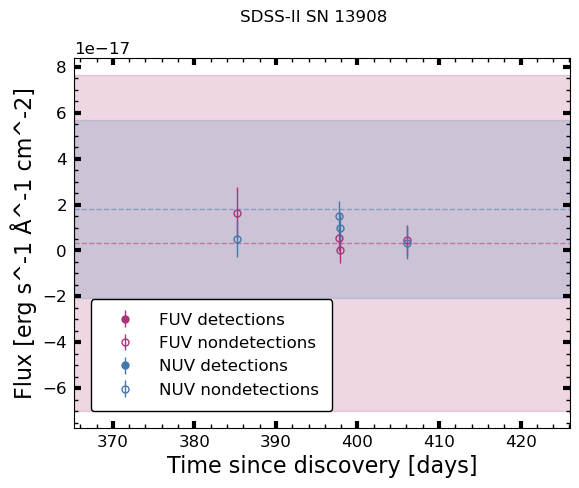 SDSS-II SN 13908
1e−17
8
6
4
2
0
−2
−4
−6
Flux [erg s^-1 Å^-1 cm^-2]
FUV detections
FUV nondetections
NUV detections
NUV nondetections
370 380 390 400 410 420
Time since discovery [days]